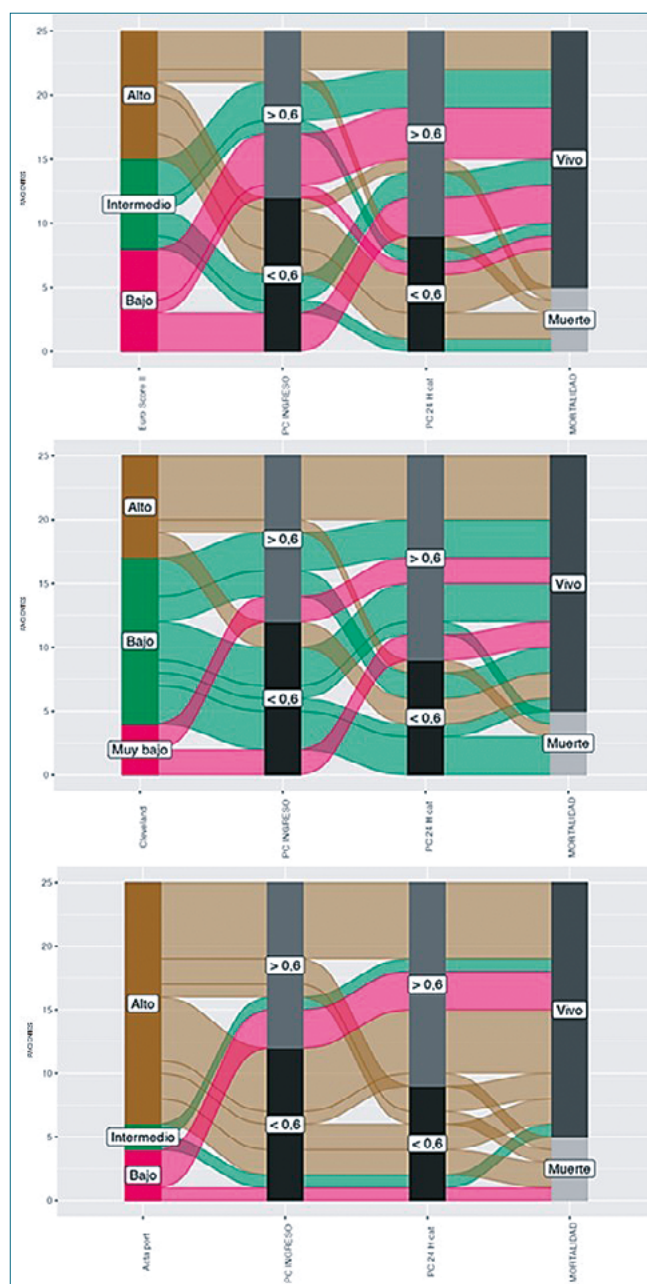 25
20
15
10
5
0
PACIENTES
Alto
Intermedio
Bajo
> 0,6
< 0,6
> 0,6
< 0,6
Vivo
Muerte
Euro Score II
PC INGRESO
PC 24 H cat
MORTALIDAD
25
20
15
10
5
0
PACIENTES
Alto
Bajo
Muy bajo
> 0,6
< 0,6
> 0,6
< 0,6
Vivo
Muerte
Cleveland
PC INGRESO
PC 24 H cat
MORTALIDAD
25
20
15
10
5
0
PACIENTES
Alto
Intermedio
Bajo
> 0,6
< 0,6
> 0,6
< 0,6
Vivo
Muerte
Acta port
PC INGRESO
PC 24 H cat
MORTALIDAD